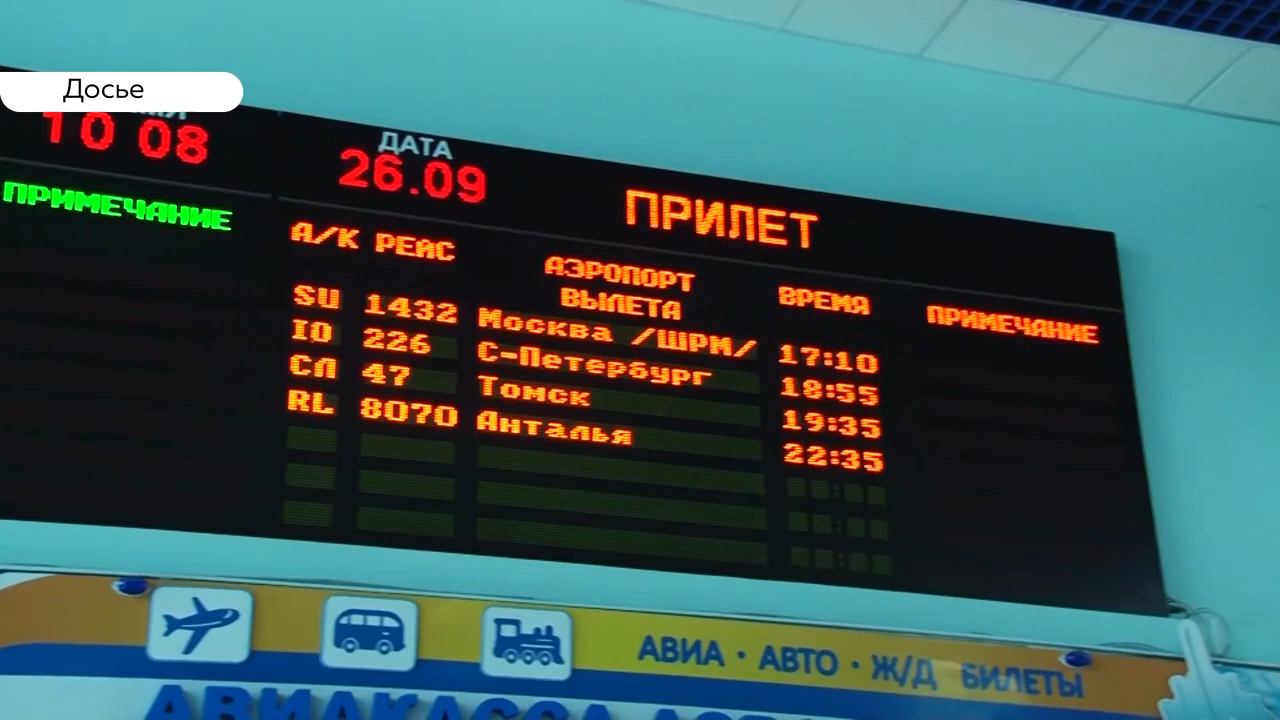 Досье
10 08
ДАТА
26.09
ПРИЛЕТ
ПРИМЕЧАНИЕ
А/К РЕЙС АЭРОПОРТ ВЫЛЕТА ВРЕМЯ ПРИМЕЧАНИЕ
SU 1432 Москва /ШРМ/ 17:10
IO 226 С-Петербург 18:55
СЛ 47 Томск 19:35
RL 8070 Анталья 22:35
АВИА · АВТО · Ж/Д БИЛЕТЫ
АВИАКАССА